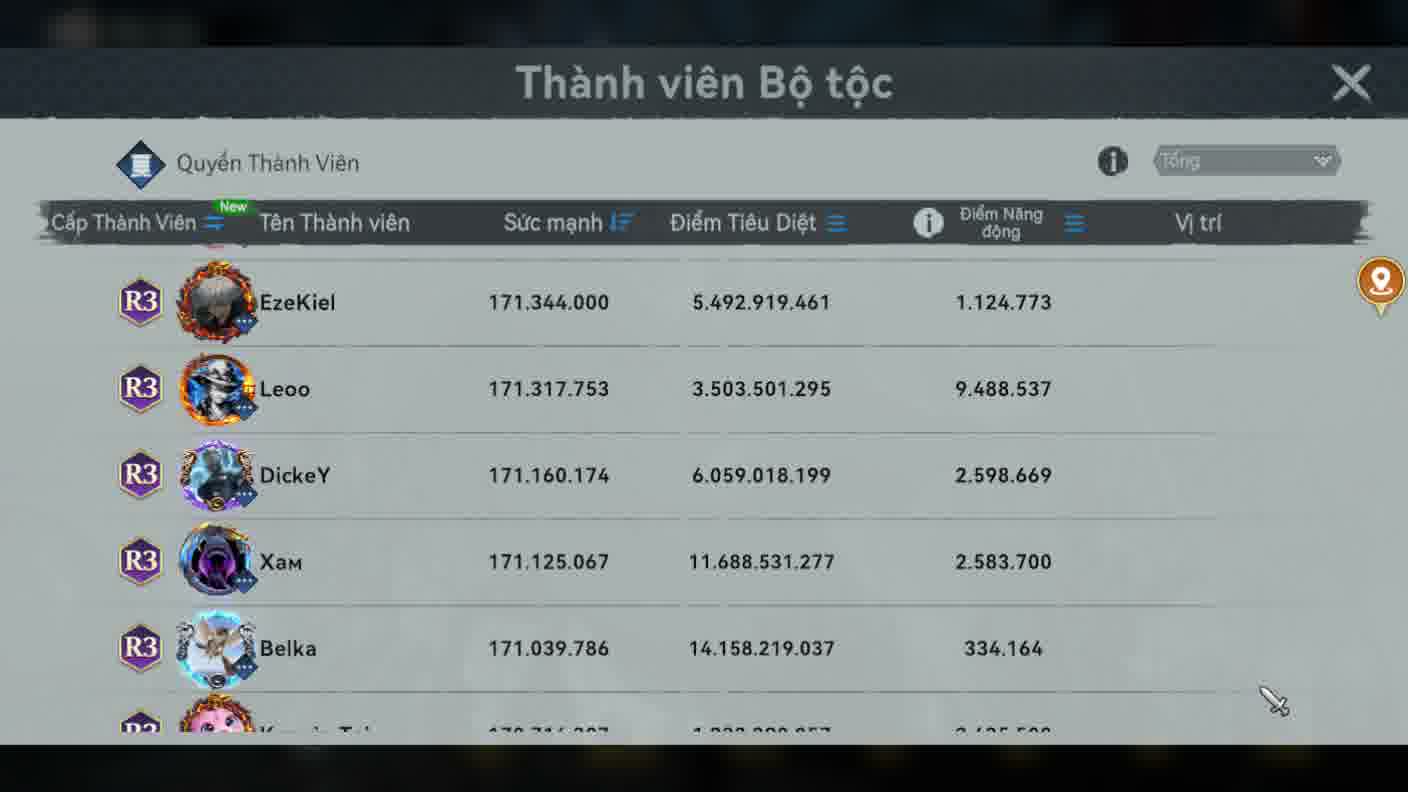 Thành viên Bộ tộc
Quyển Thành Viên
Tổng
New
Cấp Thành Viên Tên Thành viên Sức mạnh Điểm Tiêu Diệt Điểm Năng động Vị trí
R3 EzeKiel 171.344.000 5.492.919.461 1.124.773
R3 Leoo 171.317.753 3.503.501.295 9.488.537
R3 DickeY 171.160.174 6.059.018.199 2.598.669
R3 Хам 171.125.067 11.688.531.277 2.583.700
R3 Belka 171.039.786 14.158.219.037 334.164